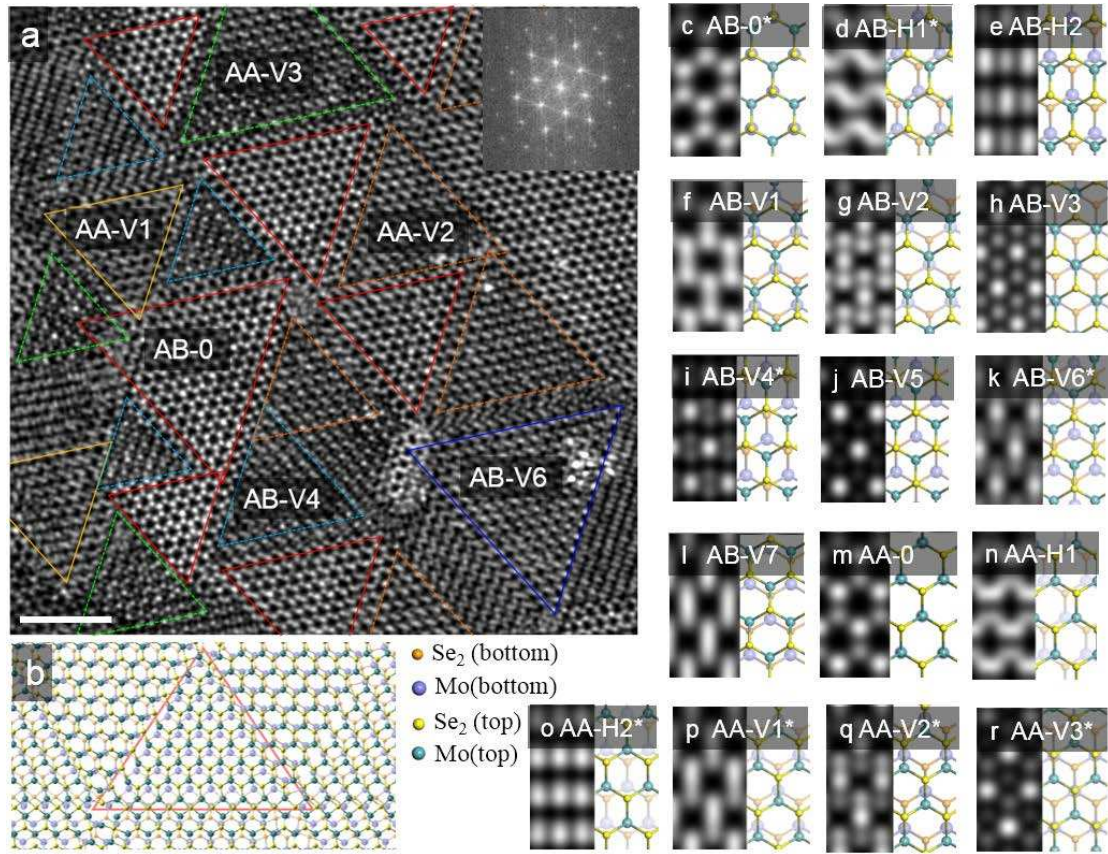 a
AA-V3
AA-V1
AA-V2
AB-0
AB-V4
AB-V6
b
Se2 (bottom)
Mo(bottom)
Se2 (top)
Mo(top)
c AB-0*
d AB-H1*
e AB-H2
f AB-V1
g AB-V2
h AB-V3
i AB-V4*
j AB-V5
k AB-V6*
l AB-V7
m AA-0
n AA-H1
o AA-H2*
p AA-V1*
q AA-V2*
r AA-V3*